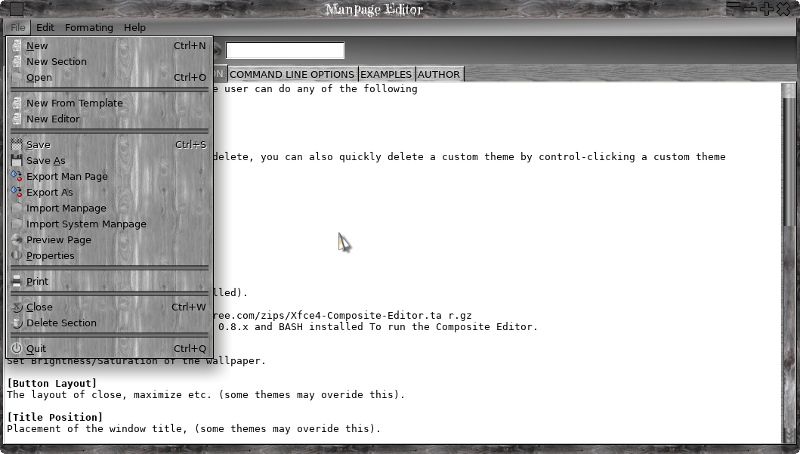 ManPage Editor
File Edit Formating Help
New Ctrl+N
New Section
Open Ctrl+O
New From Template
New Editor
Save Ctrl+S
Save As
Export Man Page
Export As
Import Manpage
Import System Manpage
Preview Page
Properties
Print
Close Ctrl+W
Delete Section
Quit Ctrl+Q
COMMAND LINE OPTIONS EXAMPLES AUTHOR
e user can do any of the following
delete, you can also quickly delete a custom theme by control-clicking a custom theme
lled).
ree.com/zips/Xfce4-Composite-Editor.ta r.gz
0.8.x and BASH installed To run the Composite Editor.
Set Brightness/Saturation of the wallpaper.
[Button Layout]
The layout of close, maximize etc. (some themes may overide this).
[Title Position]
Placement of the window title, (some themes may overide this).